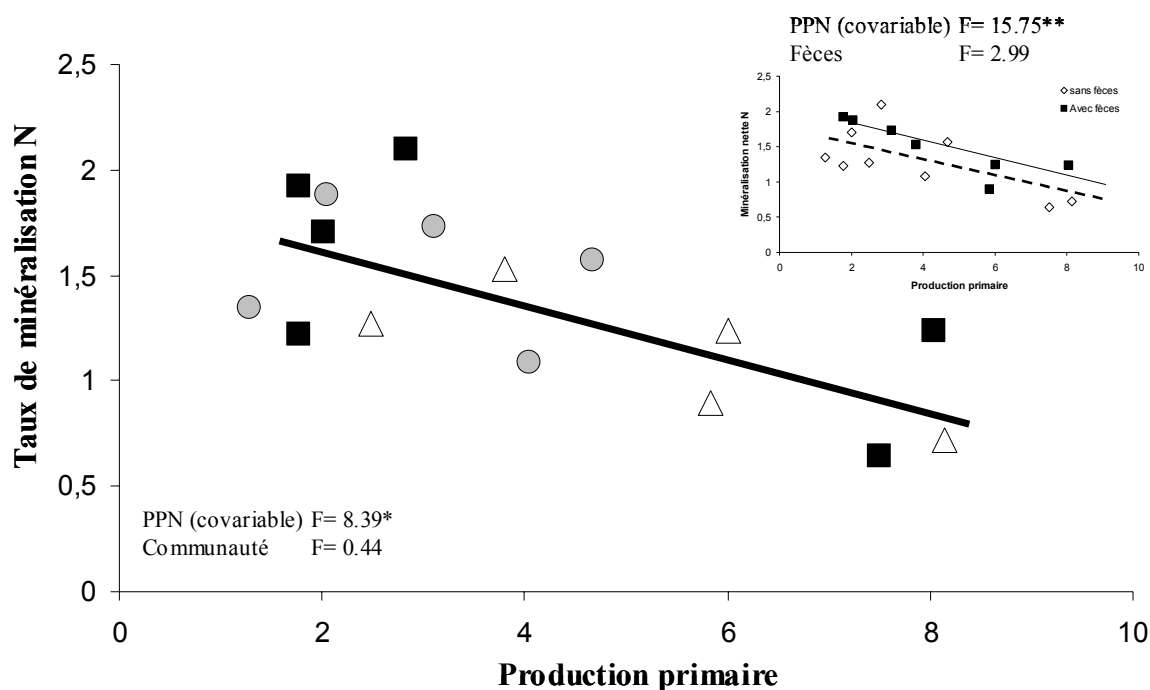 PPN (covariable) F= 15.75**
Fèces F= 2.99
2,5
2
1,5
1
0,5
0
0 2 4 6 8 10
Minéralisation nette N
Production primaire
sans fèces
Avec fèces
2,5
2
1,5
1
0,5
0
Taux de minéralisation N
PPN (covariable) F= 8.39*
Communauté F= 0.44
0 2 4 6 8 10
Production primaire